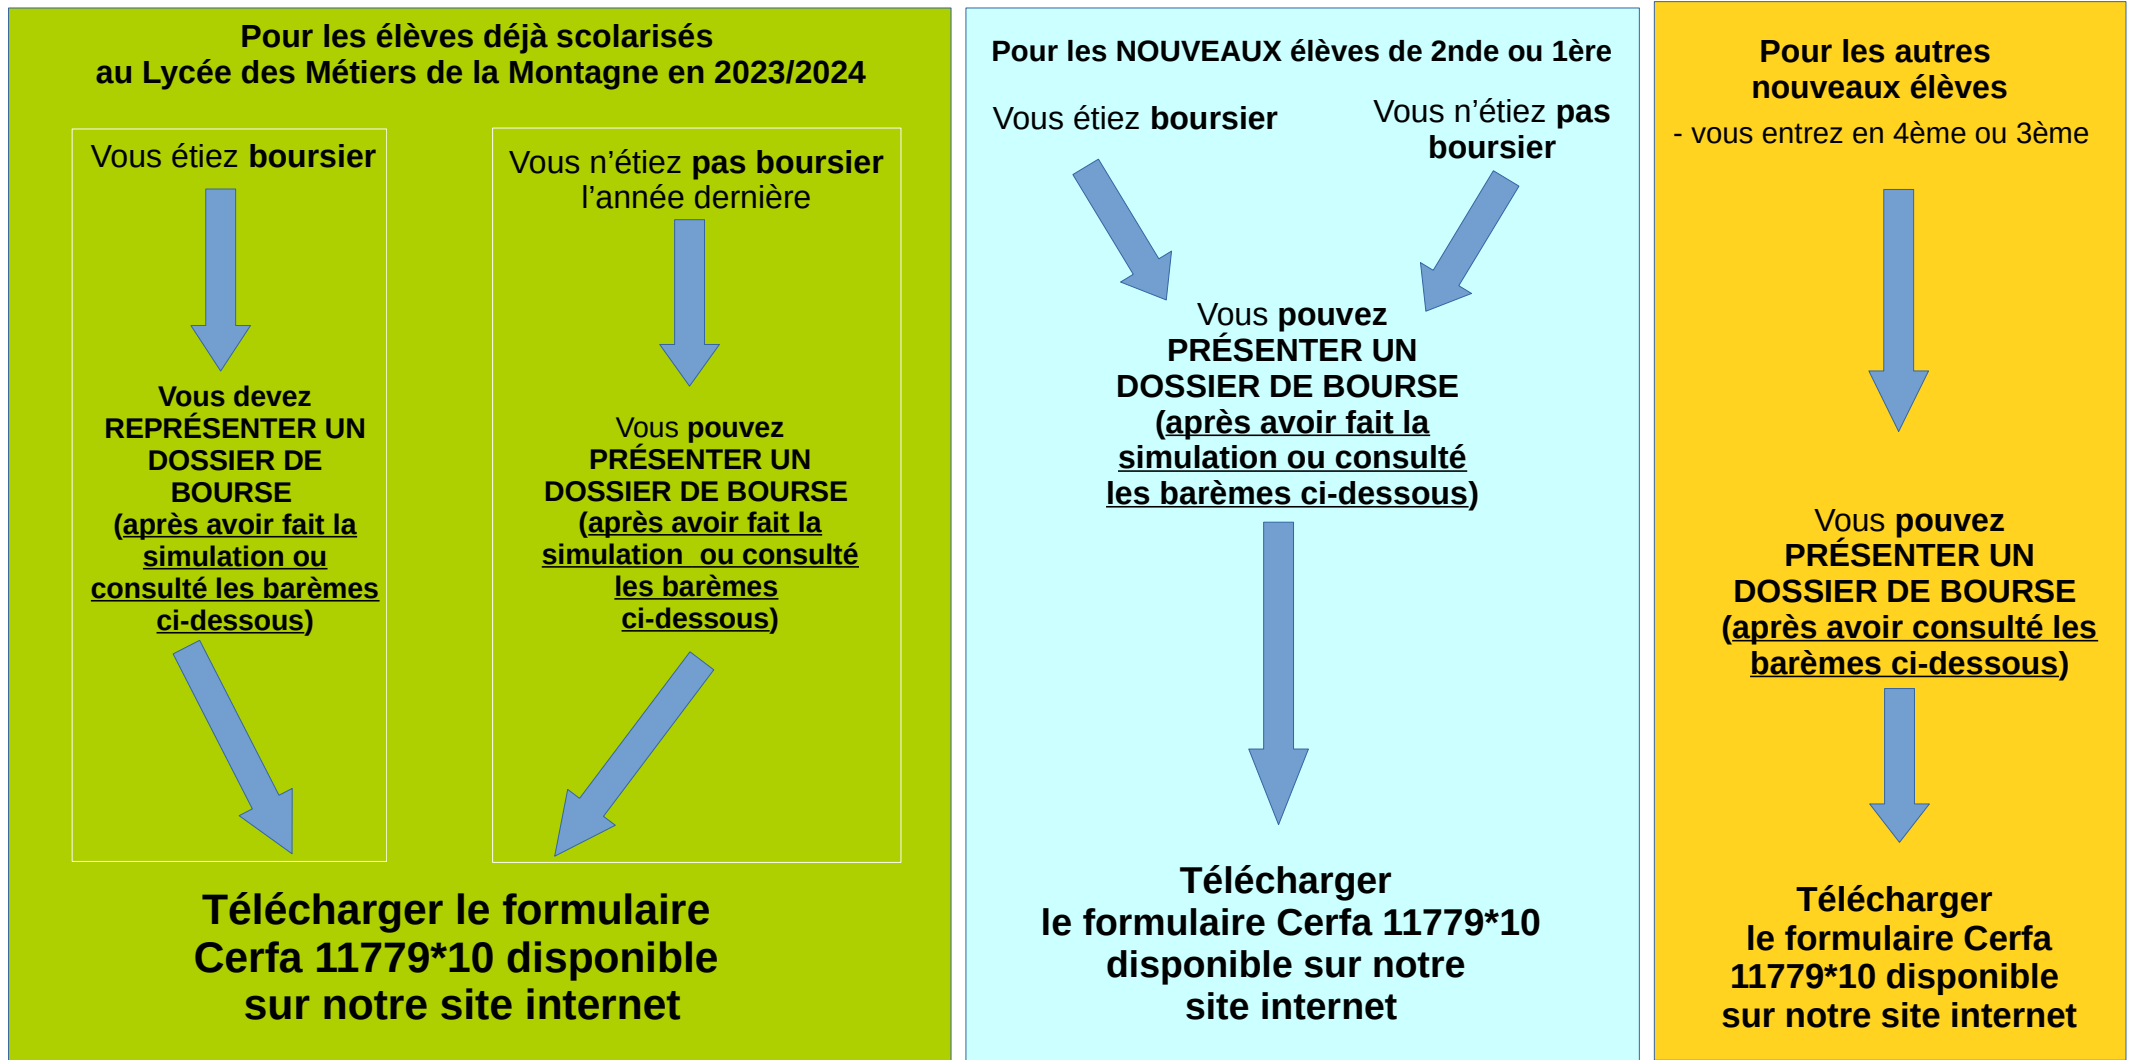 Pour les élèves déjà scolarisés
au Lycée des Métiers de la Montagne en 2023/2024
Vous étiez boursier
Vous devez
REPRÉSENTER UN
DOSSIER DE
BOURSE
(après avoir fait la
simulation ou
consulté les barèmes
ci-dessous)
Vous n’étiez pas boursier
l’année dernière
Vous pouvez
PRÉSENTER UN
DOSSIER DE BOURSE
(après avoir fait la
simulation ou consulté
les barèmes
ci-dessous)
Télécharger le formulaire
Cerfa 11779*10 disponible
sur notre site internet
Pour les NOUVEAUX élèves de 2nde ou 1ère
Vous étiez boursier
Vous n’étiez pas
boursier
Vous pouvez
PRÉSENTER UN
DOSSIER DE BOURSE
(après avoir fait la
simulation ou consulté
les barèmes ci-dessous)
Télécharger
le formulaire Cerfa 11779*10
disponible sur notre
site internet
Pour les autres
nouveaux élèves
- vous entrez en 4ème ou 3ème
Vous pouvez
PRÉSENTER UN
DOSSIER DE BOURSE
(après avoir consulté les
barèmes ci-dessous)
Télécharger
le formulaire Cerfa
11779*10 disponible
sur notre site internet